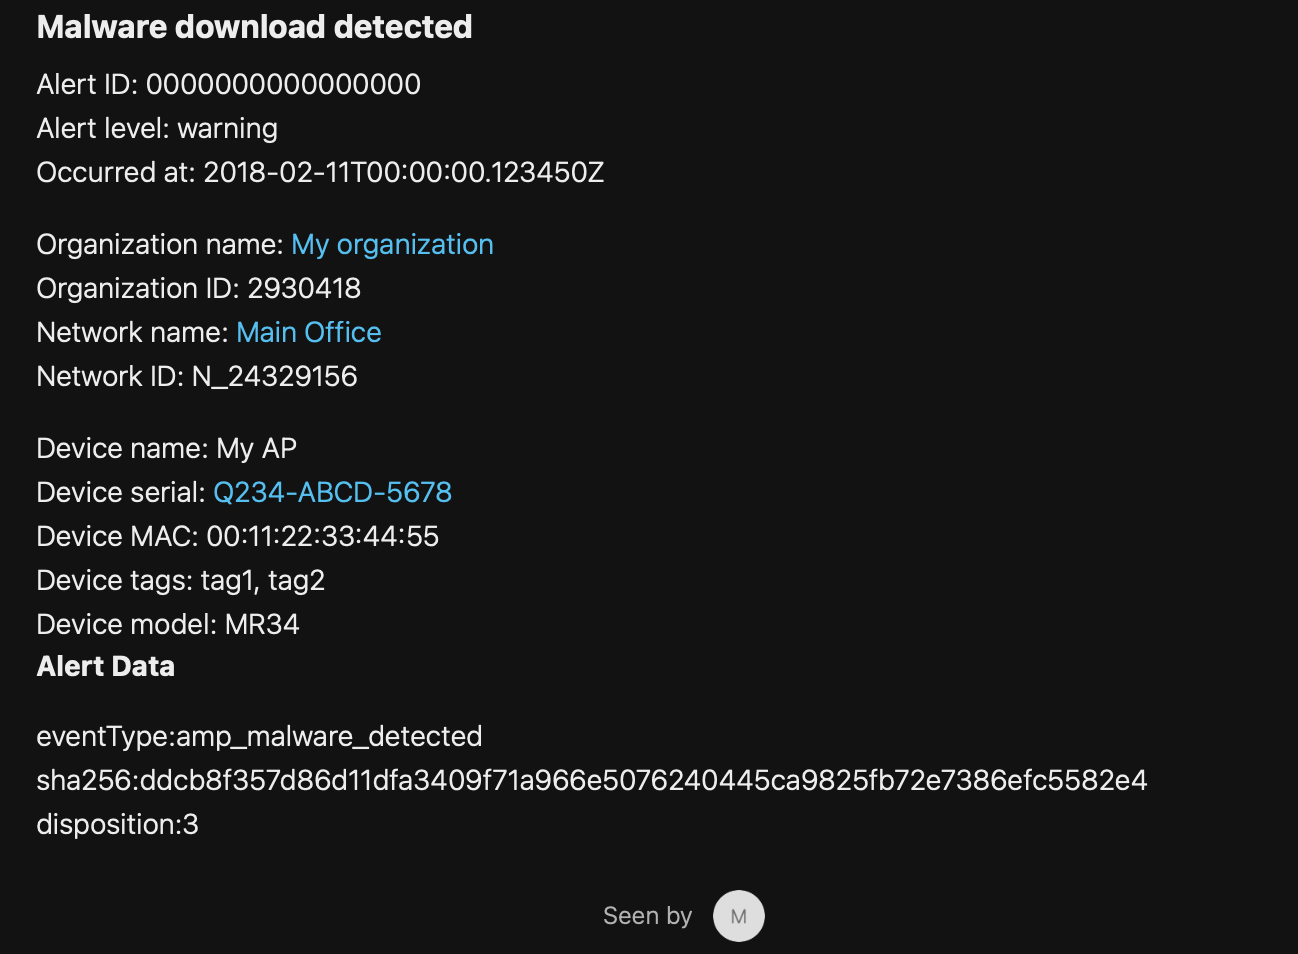 Malware download detected
Alert ID: 0000000000000000
Alert level: warning
Occurred at: 2018-02-11T00:00:00.123450Z
Organization name: My organization
Organization ID: 2930418
Network name: Main Office
Network ID: N_24329156
Device name: My AP
Device serial: Q234-ABCD-5678
Device MAC: 00:11:22:33:44:55
Device tags: tag1, tag2
Device model: MR34
Alert Data
eventType:amp_malware_detected
sha256:ddcb8f357d86d11dfa3409f71a966e5076240445ca9825fb72e7386efc5582e4
disposition:3
Seen by M